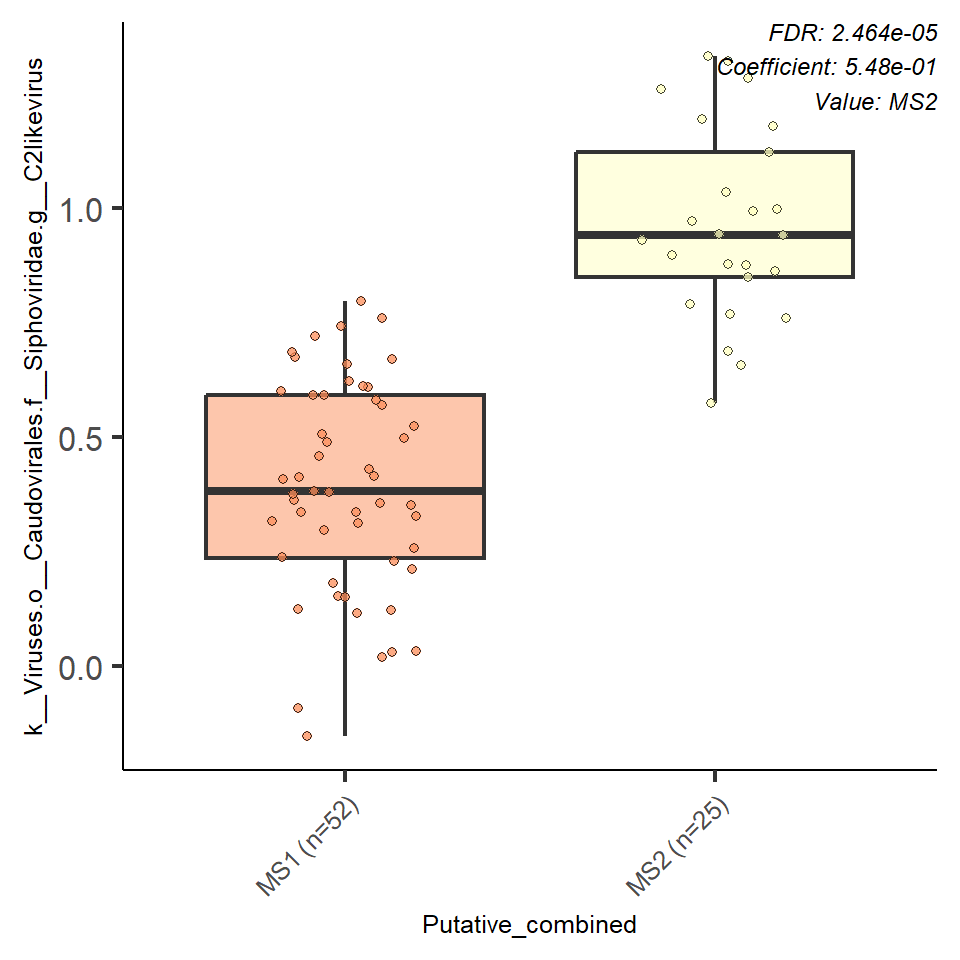 FDR: 2.464e-05
Coefficient: 5.48e-01
Value: MS2
k__Viruses.o__Caudovirales.f__Siphoviridae.g__C2likevirus
1.0
0.5
0.0
MS1 (n=52)
MS2 (n=25)
Putative_combined